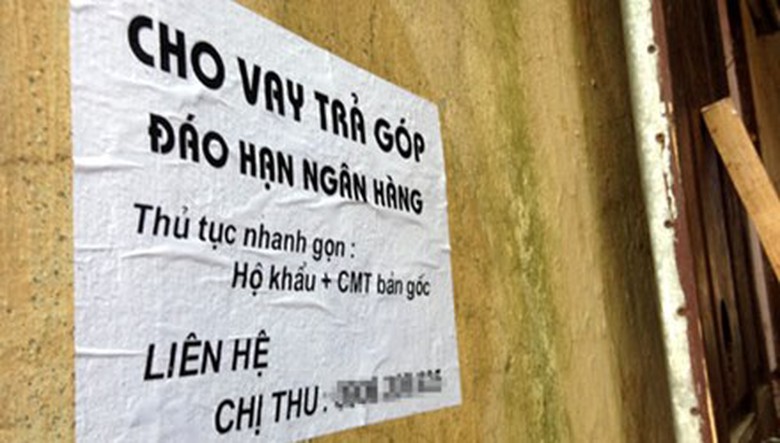 CHO VAY TRẢ GÓP
ĐÁO HẠN NGÂN HÀNG
Thủ tục nhanh gọn :
Hộ khẩu + CMT bản gốc
LIÊN HỆ
CHỊ THU :